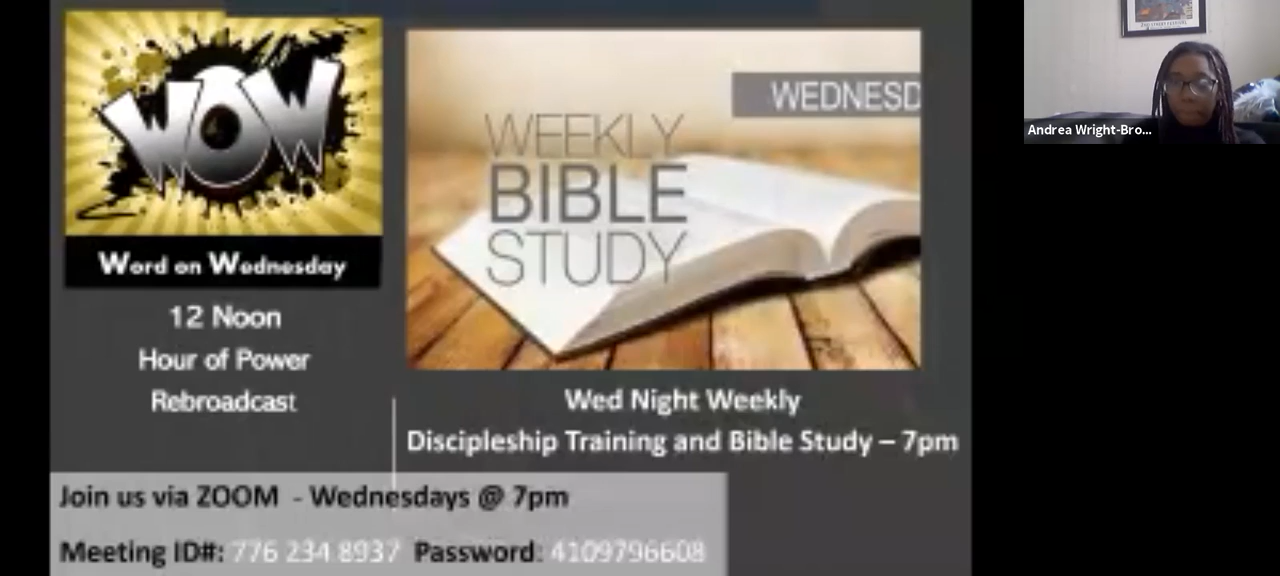 WOW
Word on Wednesday
12 Noon
Hour of Power
Rebroadcast
WEDNESD
WEEKLY
BIBLE
STUDY
Wed Night Weekly
Discipleship Training and Bible Study – 7pm
Join us via ZOOM - Wednesdays @ 7pm
Meeting ID#: 776 234 8937 Password: 4109796608
Andrea Wright-Bro...